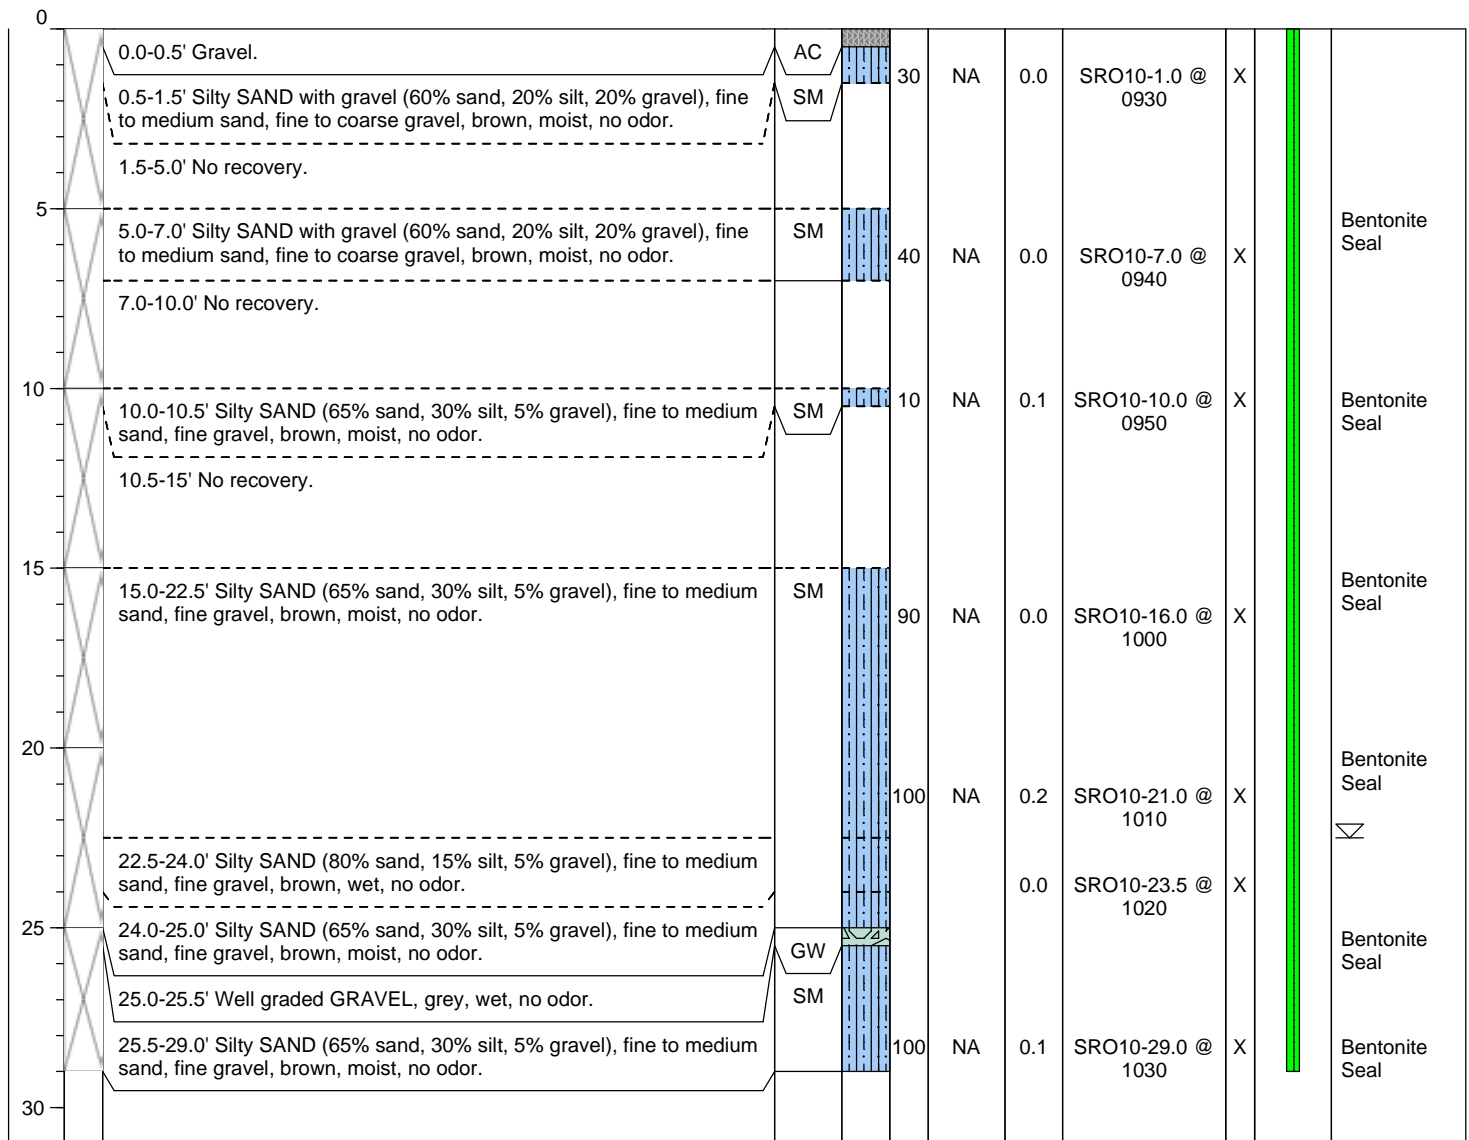 0
0.0-0.5' Gravel.
AC
30
NA
0.0
SRO10-1.0 @
0930
X
0.5-1.5' Silty SAND with gravel (60% sand, 20% silt, 20% gravel), fine
to medium sand, fine to coarse gravel, brown, moist, no odor.
SM
1.5-5.0' No recovery.
5
5.0-7.0' Silty SAND with gravel (60% sand, 20% silt, 20% gravel), fine
to medium sand, fine to coarse gravel, brown, moist, no odor.
SM
40
NA
0.0
SRO10-7.0 @
0940
X
Bentonite
Seal
7.0-10.0' No recovery.
10
10.0-10.5' Silty SAND (65% sand, 30% silt, 5% gravel), fine to medium
sand, fine gravel, brown, moist, no odor.
SM
10
NA
0.1
SRO10-10.0 @
0950
X
Bentonite
Seal
10.5-15' No recovery.
15
15.0-22.5' Silty SAND (65% sand, 30% silt, 5% gravel), fine to medium
sand, fine gravel, brown, moist, no odor.
SM
90
NA
0.0
SRO10-16.0 @
1000
X
Bentonite
Seal
20
100
NA
0.2
SRO10-21.0 @
1010
X
Bentonite
Seal
22.5-24.0' Silty SAND (80% sand, 15% silt, 5% gravel), fine to medium
sand, fine gravel, brown, wet, no odor.
0.0
SRO10-23.5 @
1020
X
25
24.0-25.0' Silty SAND (65% sand, 30% silt, 5% gravel), fine to medium
sand, fine gravel, brown, moist, no odor.
GW
Bentonite
Seal
25.0-25.5' Well graded GRAVEL, grey, wet, no odor.
SM
25.5-29.0' Silty SAND (65% sand, 30% silt, 5% gravel), fine to medium
sand, fine gravel, brown, moist, no odor.
100
NA
0.1
SRO10-29.0 @
1030
X
Bentonite
Seal
30